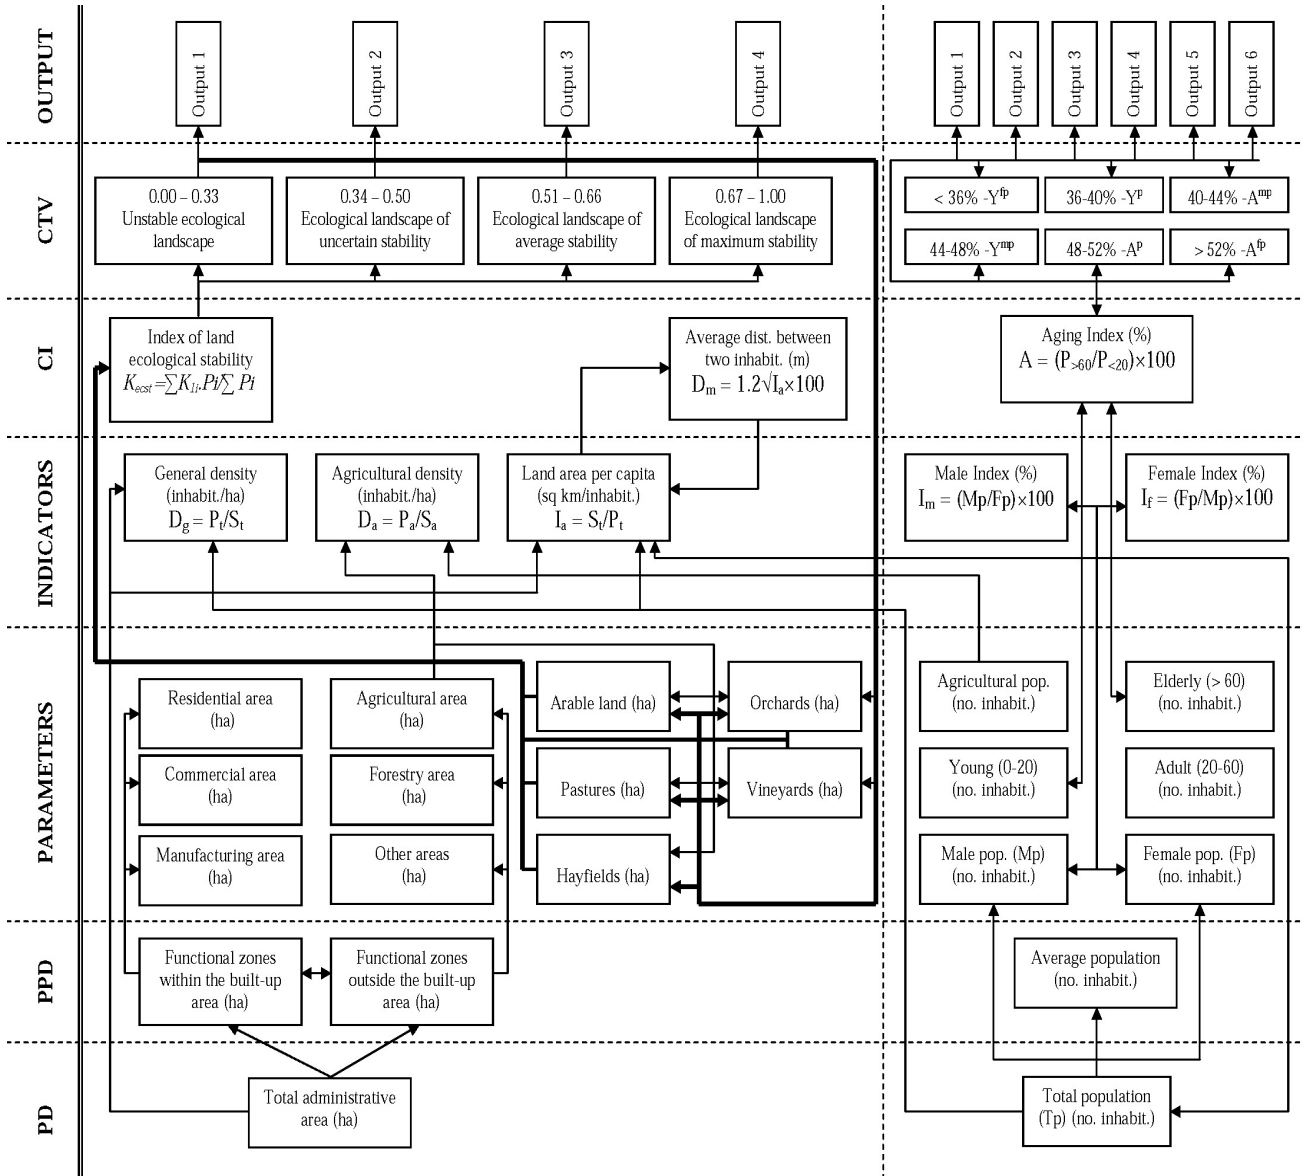 OUTPUT
Output 1
Output 2
Output 3
Output 4
Output 1
Output 2
Output 3
Output 4
Output 5
Output 6
CTV
0.00 – 0.33
Unstable ecological
landscape
0.34 – 0.50
Ecological landscape of
uncertain stability
0.51 – 0.66
Ecological landscape of
average stability
0.67 – 1.00
Ecological landscape
of maximum stability
< 36% -Y^fp
36-40% -Y^p
40-44% -A^mp
44-48% -Y^mp
48-52% -A^p
> 52% -A^fp
CI
Index of land
ecological stability
K_ecst=∑K_1i.Pi/∑ Pi
Average dist. between
two inhabit. (m)
D_m = 1.2√I_a×100
Aging Index (%)
A = (P_>60/P_<20)×100
INDICATORS
General density
(inhabit./ha)
D_g = P_t/S_t
Agricultural density
(inhabit./ha)
D_a = P_a/S_a
Land area per capita
(sq km/inhabit.)
I_a = S_t/P_t
Male Index (%)
I_m = (Mp/Fp)×100
Female Index (%)
I_f = (Fp/Mp)×100
PARAMETERS
Residential area
(ha)
Agricultural area
(ha)
Arable land (ha)
Orchards (ha)
Agricultural pop.
(no. inhabit.)
Elderly (> 60)
(no. inhabit.)
Commercial area
(ha)
Forestry area
(ha)
Pastures (ha)
Vineyards (ha)
Young (0-20)
(no. inhabit.)
Adult (20-60)
(no. inhabit.)
Manufacturing area
(ha)
Other areas
(ha)
Hayfields (ha)
Male pop. (Mp)
(no. inhabit.)
Female pop. (Fp)
(no. inhabit.)
PPD
Functional zones
within the built-up
area (ha)
Functional zones
outside the built-up
area (ha)
Average population
(no. inhabit.)
PD
Total administrative
area (ha)
Total population
(Tp) (no. inhabit.)